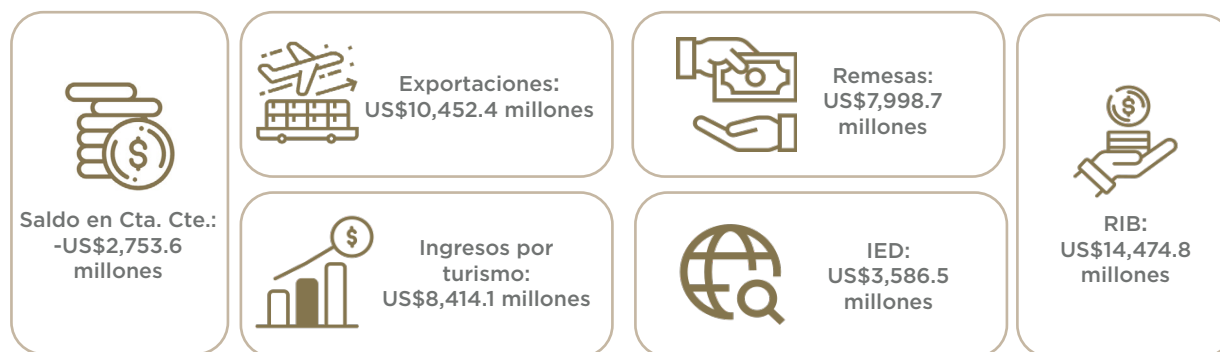 Saldo en Cta. Cte.:
-US$2,753.6
millones
Exportaciones:
US$10,452.4 millones
Ingresos por
turismo:
US$8,414.1 millones
Remesas:
US$7,998.7
millones
IED:
US$3,586.5
millones
RIB:
US$14,474.8
millones